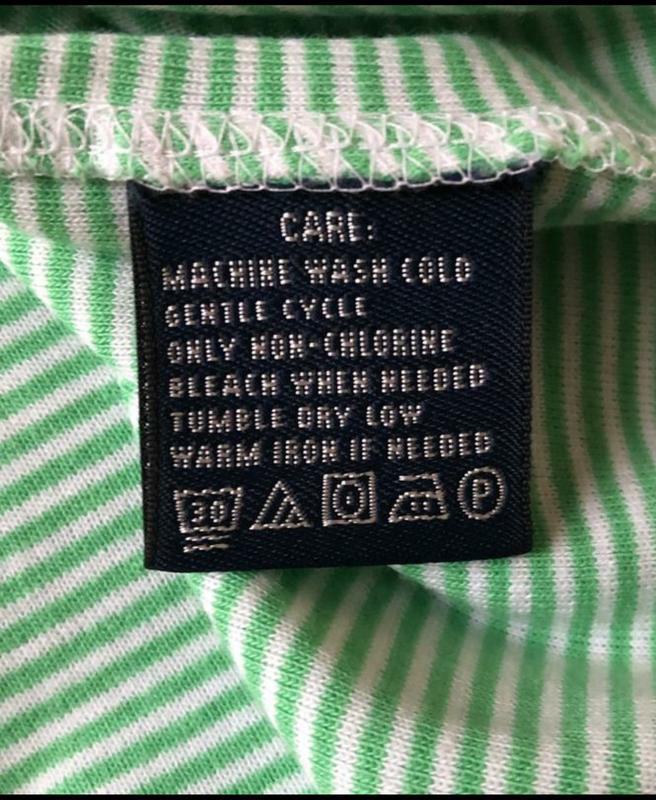 CARE:
MACHINE WASH COLD
GENTLE CYCLE
ONLY NON-CHLORINE
BLEACH WHEN NEEDED
TUMBLE DRY LOW
WARM IRON IF NEEDED
30 P